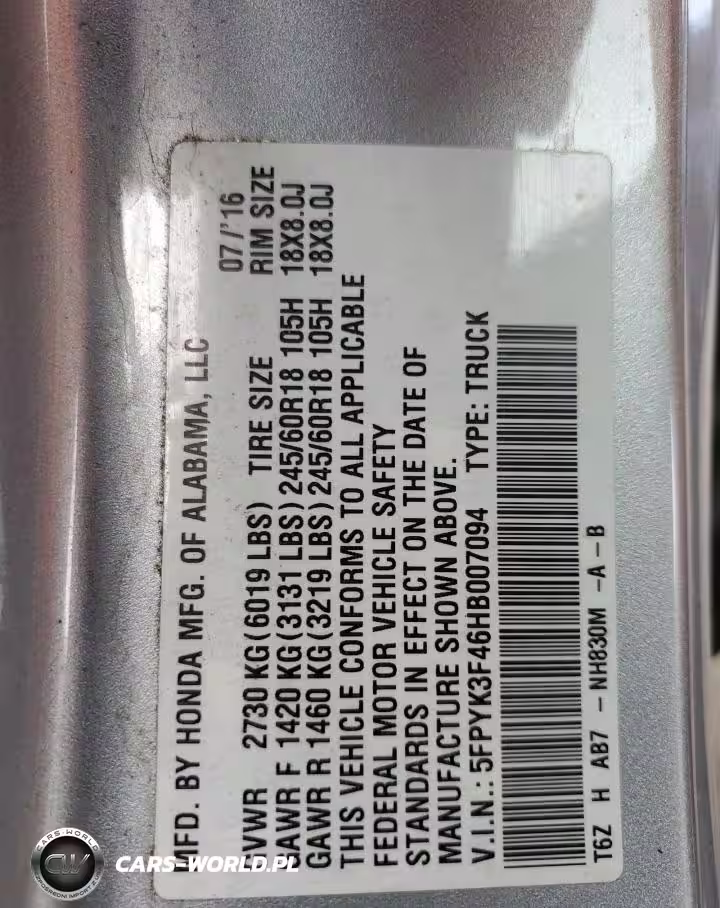 MFD. BY HONDA MFG. OF ALABAMA, LLC
07/'16
GVWR 2730 KG(6019 LBS) TIRE SIZE RIM SIZE
GAWR F 1420 KG(3131 LBS) 245/60R18 105H 18X8.0J
GAWR R 1460 KG(3219 LBS) 245/60R18 105H 18X8.0J
THIS VEHICLE CONFORMS TO ALL APPLICABLE
FEDERAL MOTOR VEHICLE SAFETY
STANDARDS IN EFFECT ON THE DATE OF
MANUFACTURE SHOWN ABOVE.
V.I.N.: 5FPYK3F46HB007094 TYPE: TRUCK
T6Z H AB7 – NH830M – A – B
CARS-WORLD.PL
CARS-WORLD
CW